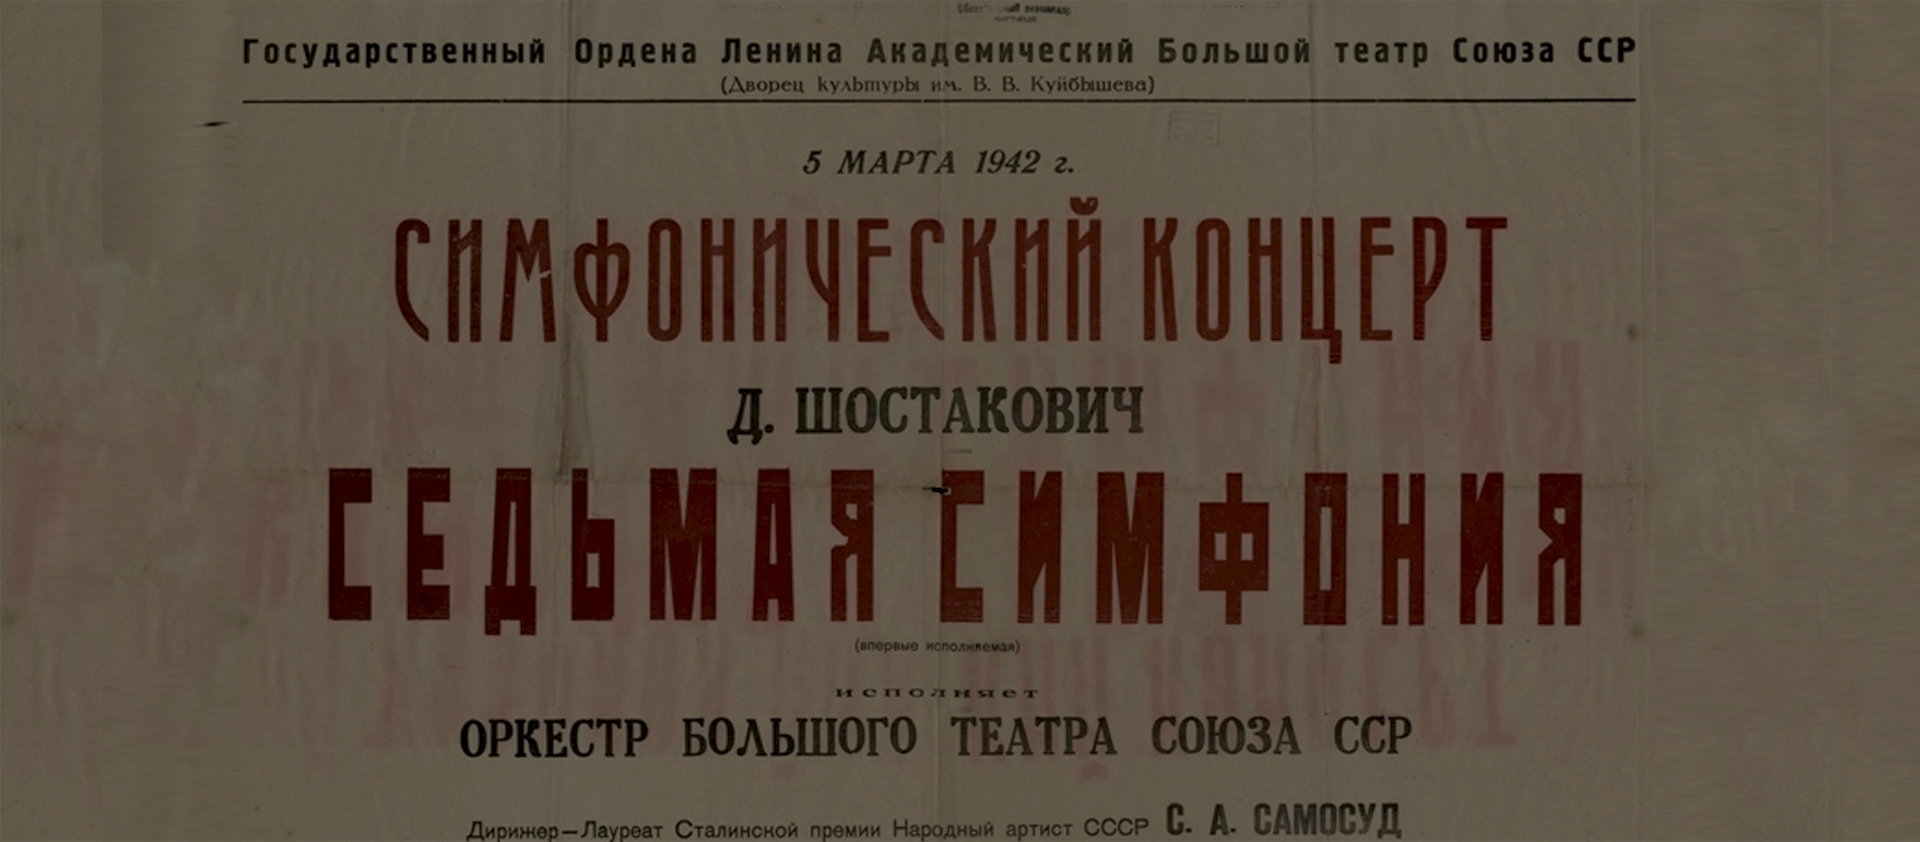 Государственный Ордена Ленина Академический Большой театр Союза ССР
(Дворец культуры им. В. В. Куйбышева)
5 МАРТА 1942 г.
СИМФОНИЧЕСКИЙ КОНЦЕРТ
Д. ШОСТАКОВИЧ
СЕДЬМАЯ СИМФОНИЯ
(впервые исполняемая)
исполняет
ОРКЕСТР БОЛЬШОГО ТЕАТРА СОЮЗА ССР
Дирижер—Лауреат Сталинской премии Народный артист СССР С. А. САМОСУД